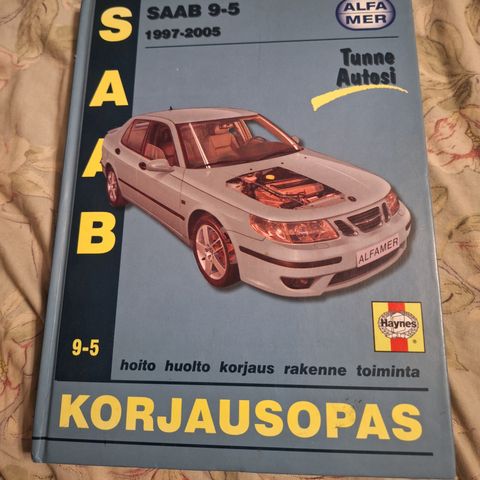 SAAB 9-5
1997-2005
ALFA
MER
Tunne
Autosi
SAAB
ALFAMER
Haynes
9-5
hoito huolto korjaus rakenne toiminta
KORJAUSOPAS